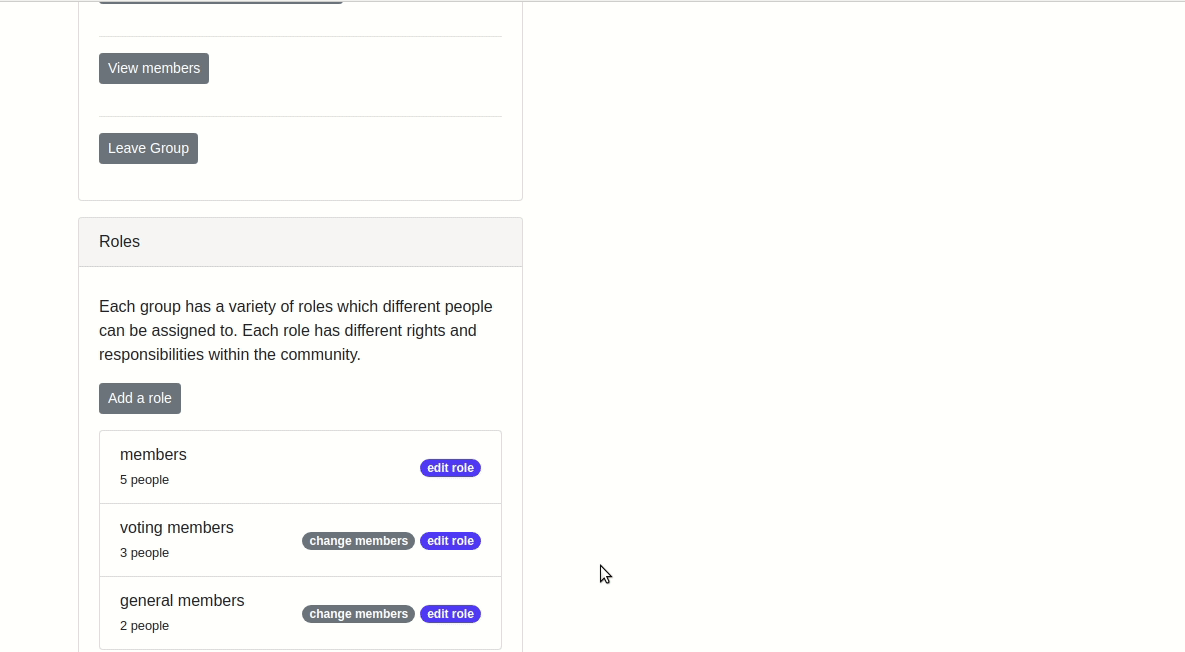 View members
Leave Group
Roles
Each group has a variety of roles which different people
can be assigned to. Each role has different rights and
responsibilities within the community.
Add a role
members
5 people
edit role
voting members
3 people
change members edit role
general members
2 people
change members edit role